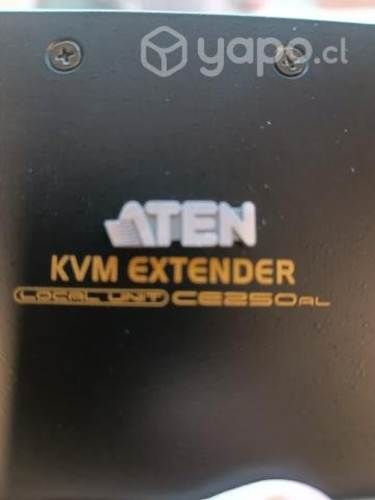 yapo.cl
ATEN
KVM EXTENDER
LOCAL UNIT CE250AL